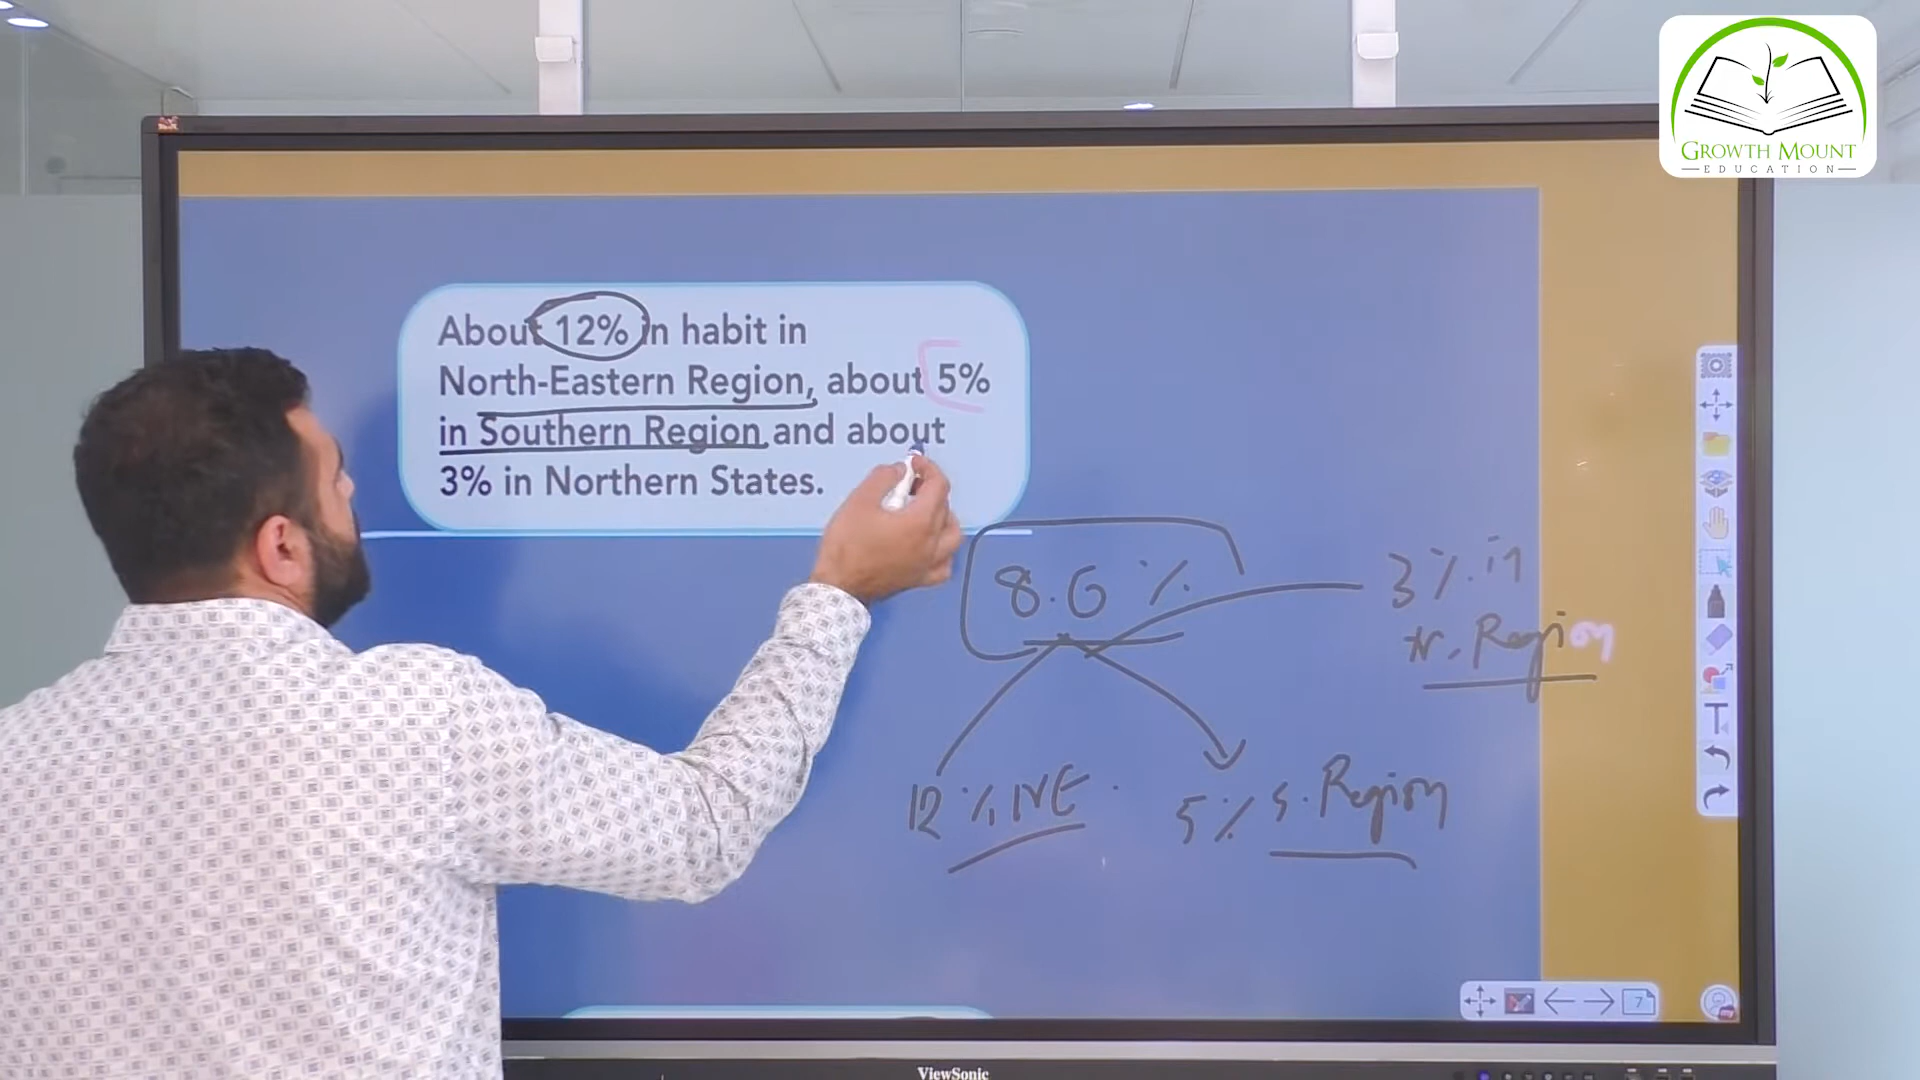 GROWTH MOUNT
EDUCATION
About 12% in habit in
North-Eastern Region, about 5%
in Southern Region and about
3% in Northern States.
8.6 %
3 % in
N. Region
12 % NE
5 % S. Region
7
ViewSonic